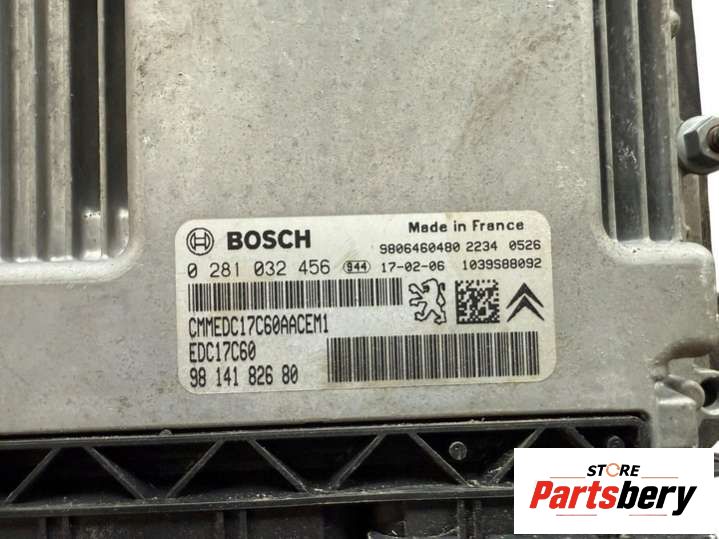 BOSCH
Made in France
9806460480 2234 0526
0 281 032 456 944 17-02-06 1039S88092
CMMEDC17C60AACEM1
EDC17C60
98 141 826 80
STORE
Partsbery